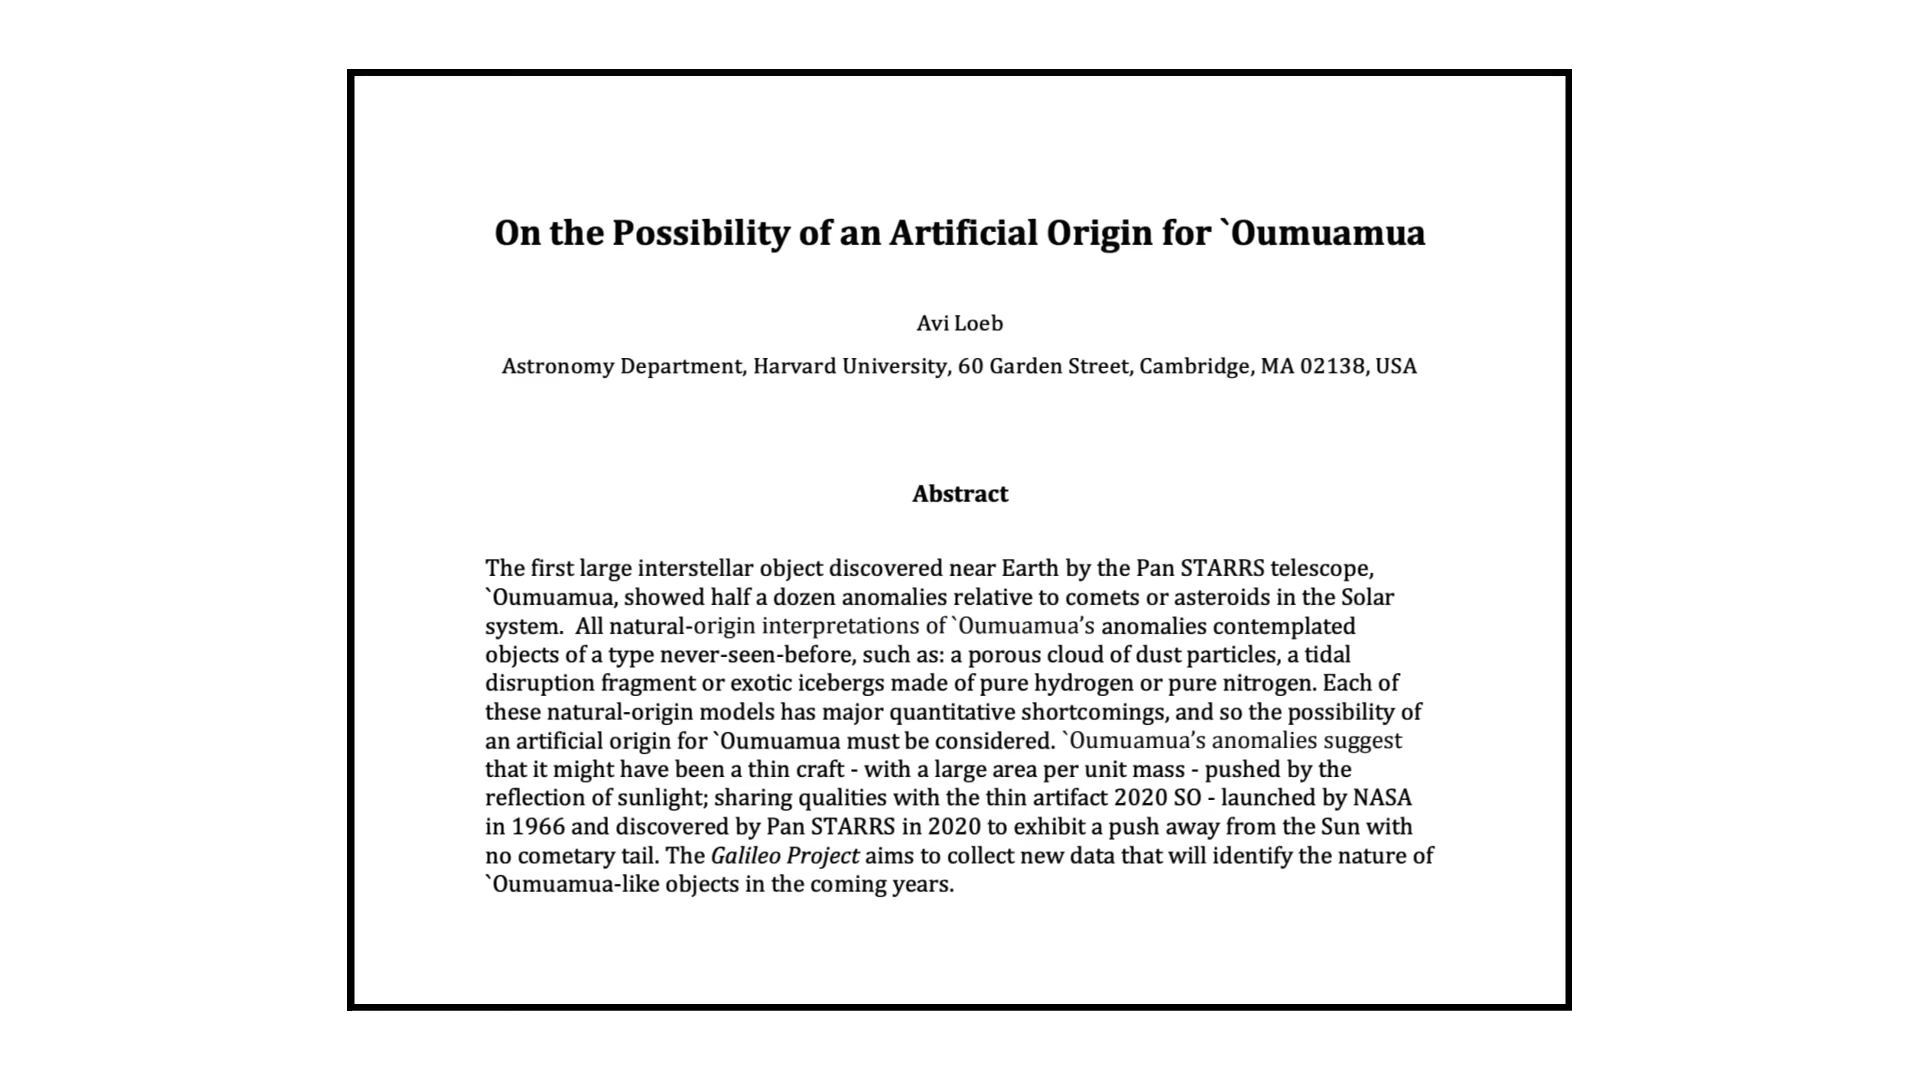 On the Possibility of an Artificial Origin for `Oumuamua
Avi Loeb
Astronomy Department, Harvard University, 60 Garden Street, Cambridge, MA 02138, USA
Abstract
The first large interstellar object discovered near Earth by the Pan STARRS telescope,
`Oumuamua, showed half a dozen anomalies relative to comets or asteroids in the Solar
system.  All natural-origin interpretations of `Oumuamua’s anomalies contemplated
objects of a type never-seen-before, such as: a porous cloud of dust particles, a tidal
disruption fragment or exotic icebergs made of pure hydrogen or pure nitrogen. Each of
these natural-origin models has major quantitative shortcomings, and so the possibility of
an artificial origin for `Oumuamua must be considered. `Oumuamua’s anomalies suggest
that it might have been a thin craft - with a large area per unit mass - pushed by the
reflection of sunlight; sharing qualities with the thin artifact 2020 SO - launched by NASA
in 1966 and discovered by Pan STARRS in 2020 to exhibit a push away from the Sun with
no cometary tail. The Galileo Project aims to collect new data that will identify the nature of
`Oumuamua-like objects in the coming years.